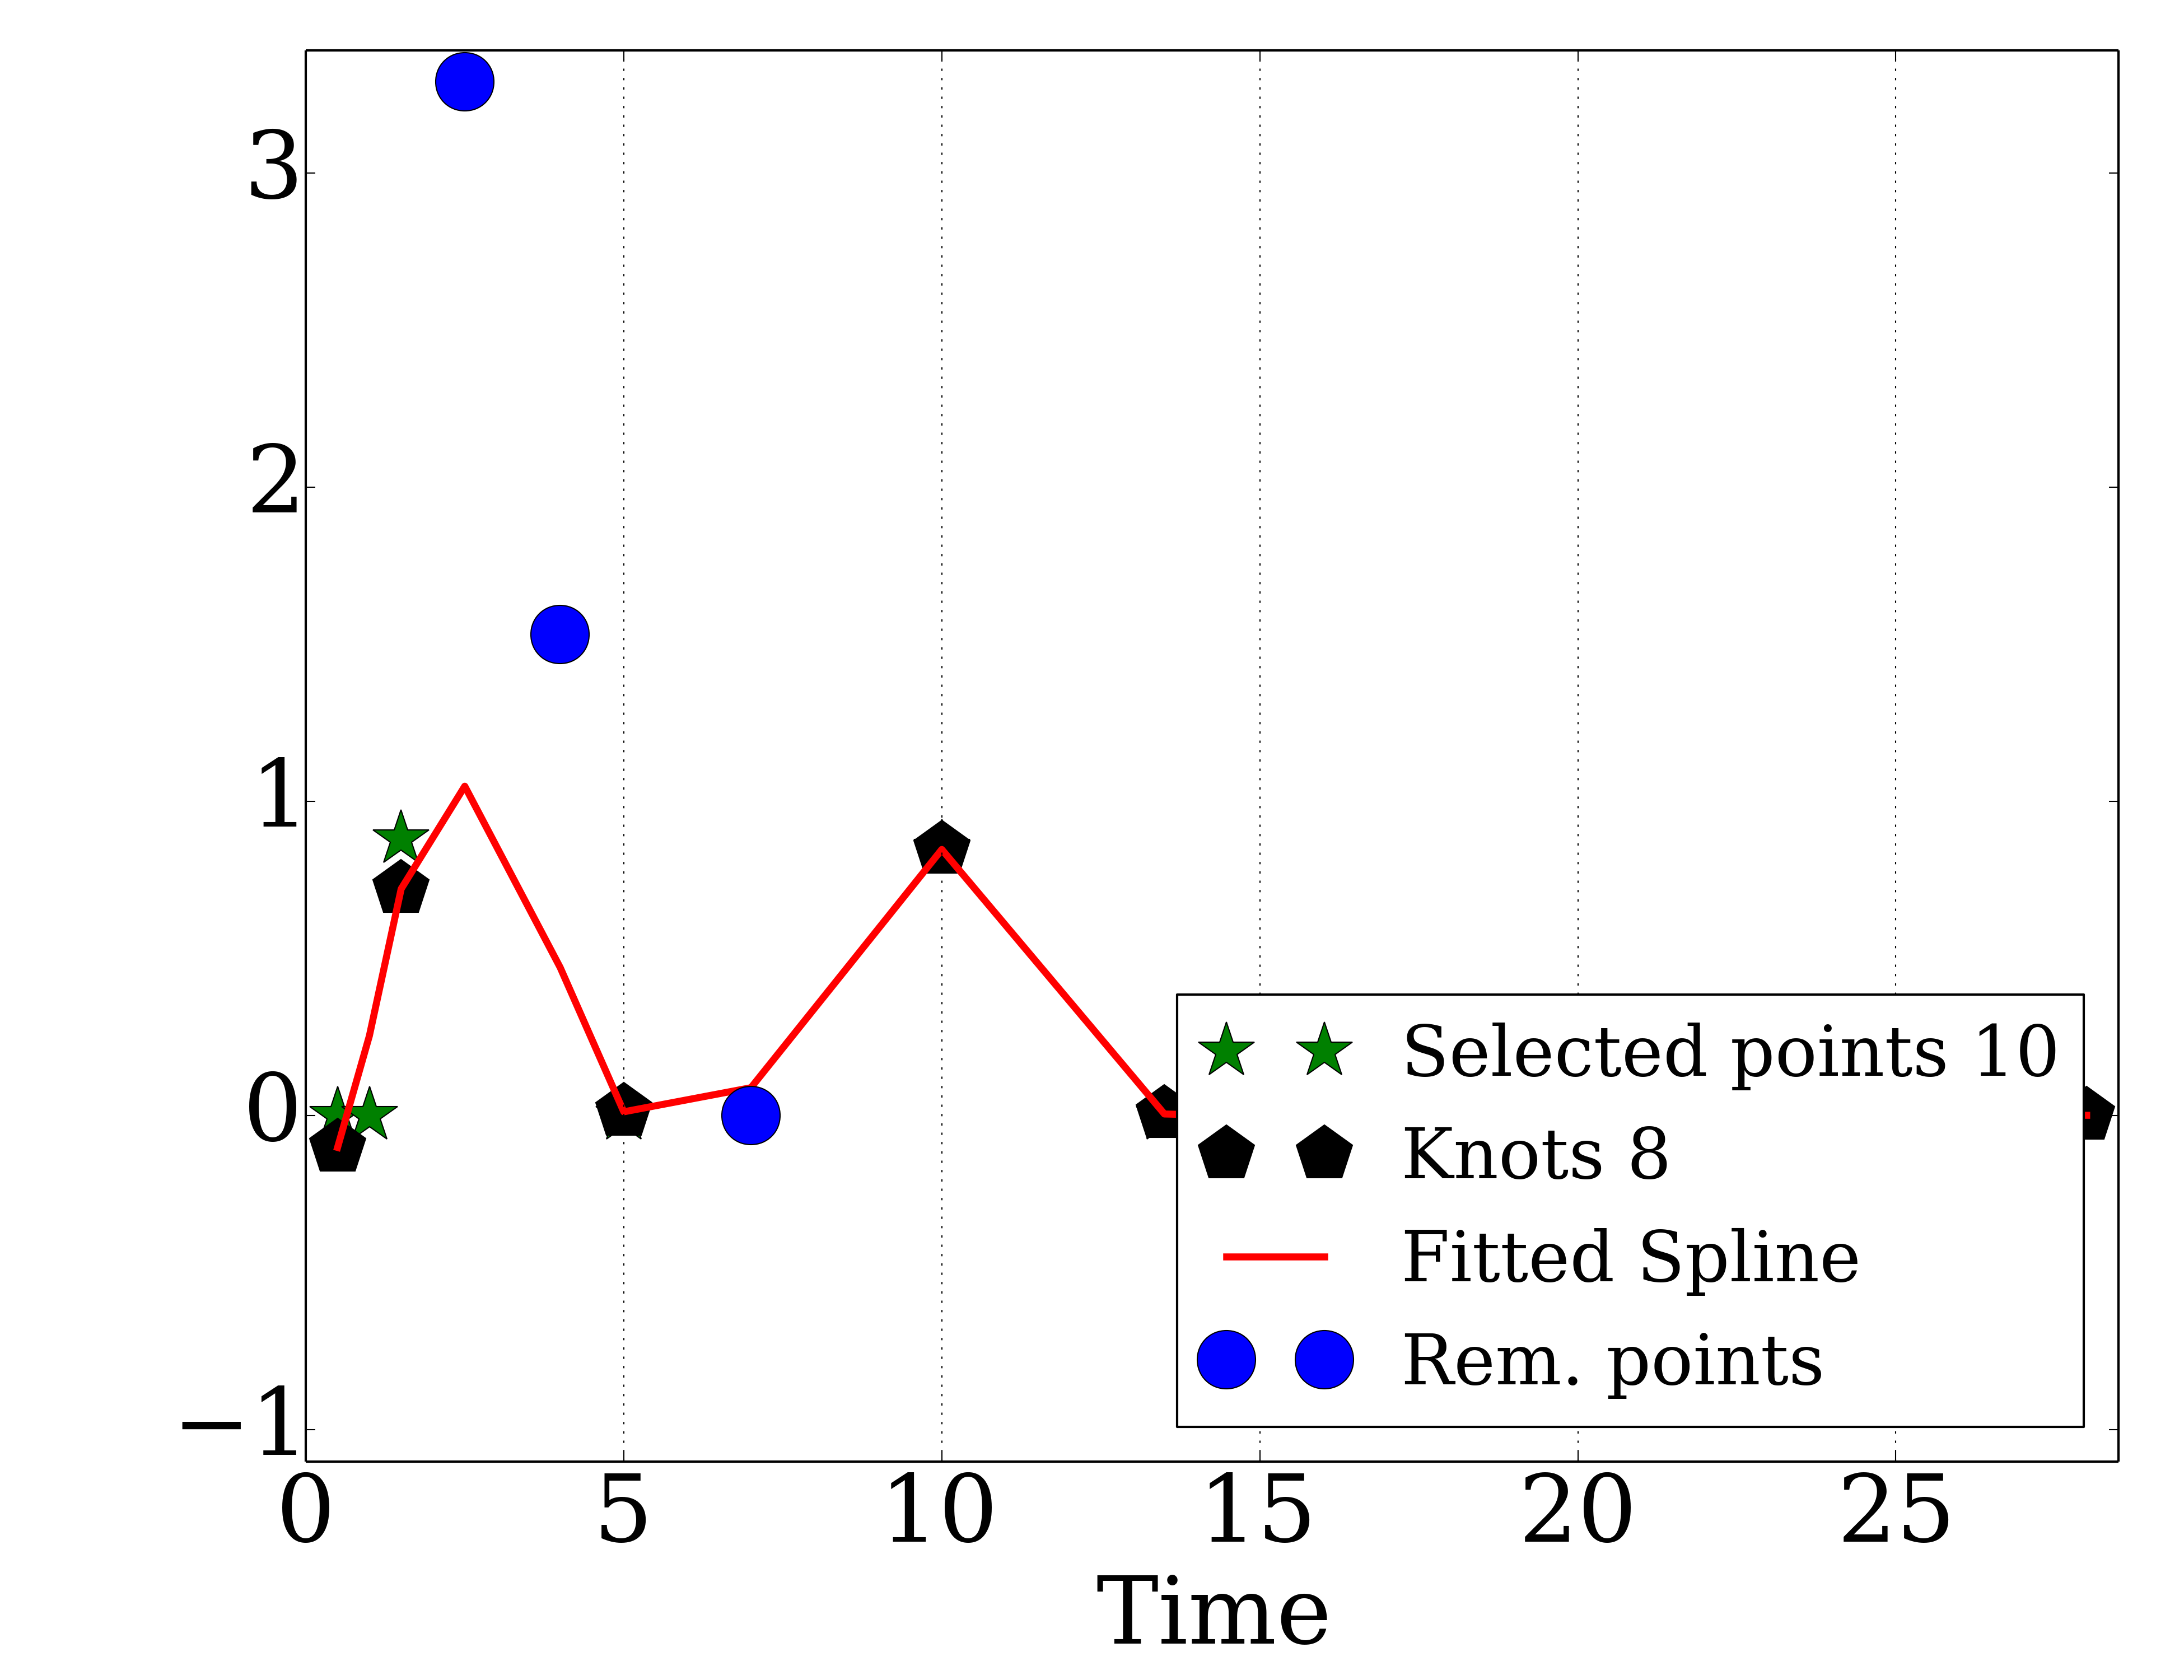 3
2
1
0
−1
Selected points 10
Knots 8
Fitted Spline
Rem. points
0 5 10 15 20 25
Time